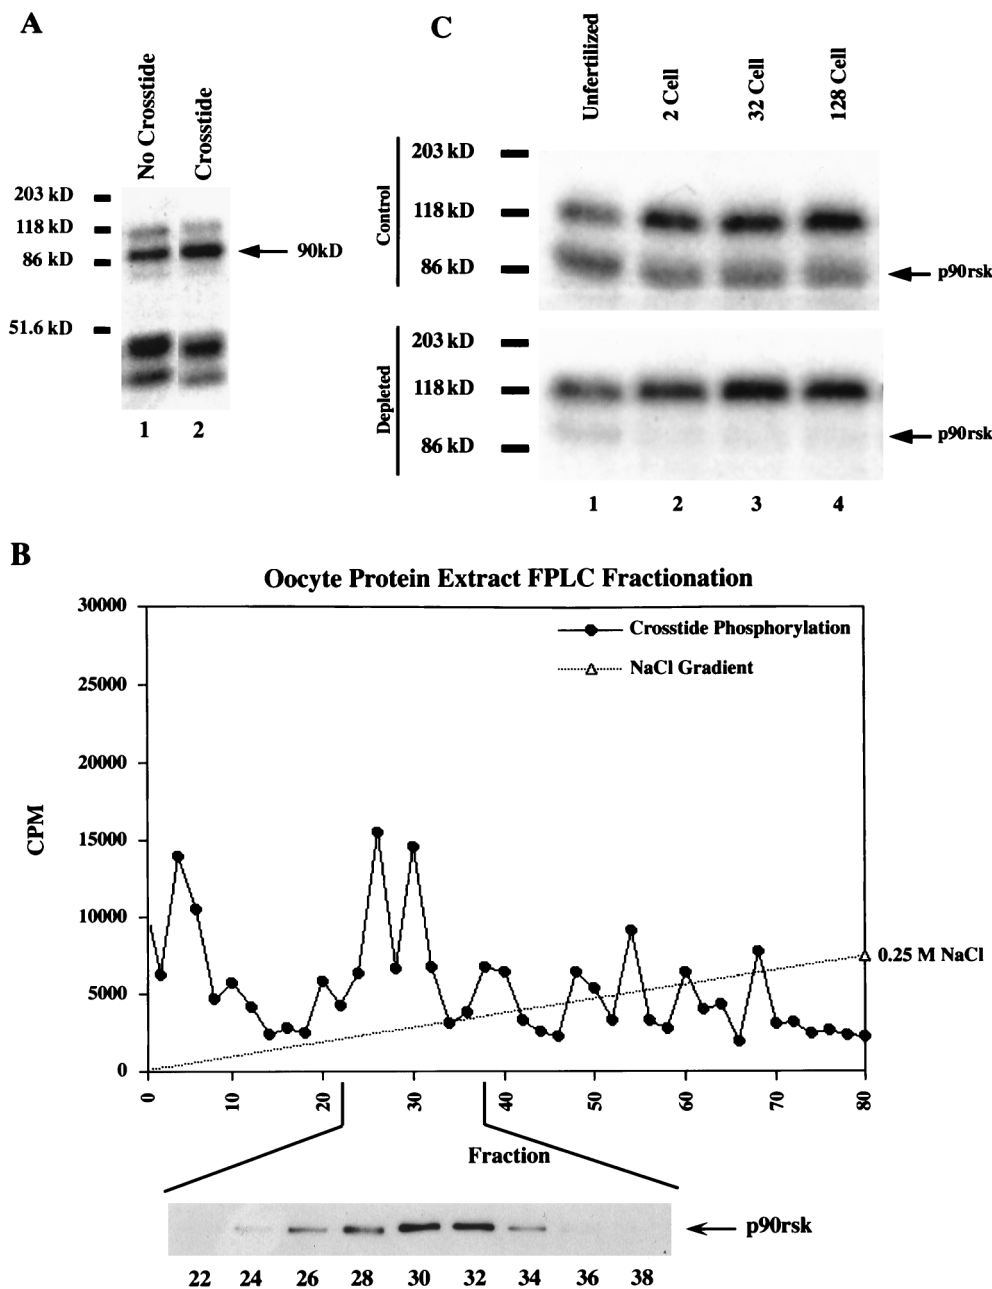 A
No Crosstide
Crosstide
203 kD
118 kD
86 kD
51.6 kD
90kD
1 2
C
Unfertilized
2 Cell
32 Cell
128 Cell
Control
203 kD
118 kD
86 kD
p90rsk
Depleted
203 kD
118 kD
86 kD
p90rsk
1 2 3 4
B
Oocyte Protein Extract FPLC Fractionation
Crosstide Phosphorylation
NaCl Gradient
CPM
30000
25000
20000
15000
10000
5000
0
0.25 M NaCl
0 10 20 30 40 50 60 70 80
Fraction
p90rsk
22 24 26 28 30 32 34 36 38